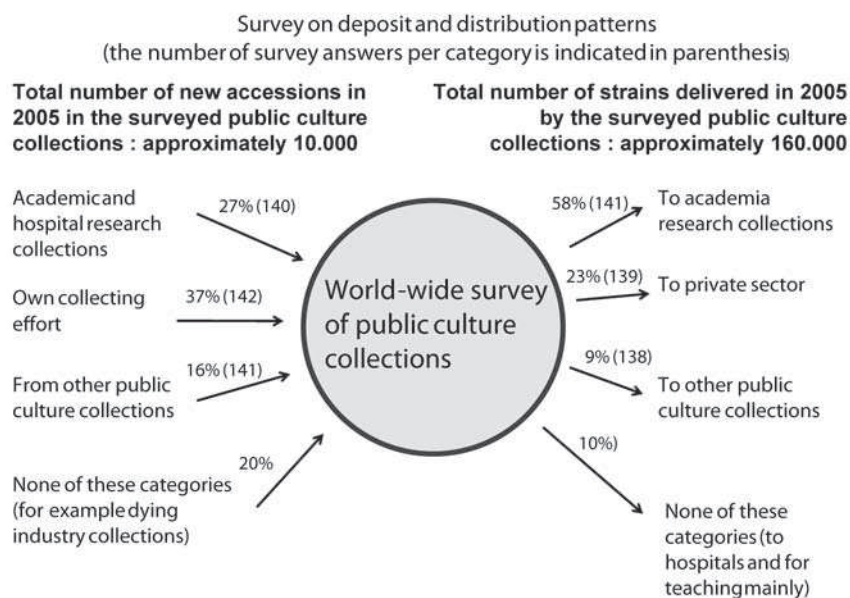 Survey on deposit and distribution patterns
(the number of survey answers per category is indicated in parenthesis)
Total number of new accessions in
2005 in the surveyed public culture
collections : approximately 10.000
Total number of strains delivered in 2005
by the surveyed public culture
collections : approximately 160.000
Academic and
hospital research
collections
27% (140)
Own collecting
effort
37% (142)
From other public
culture collections
16% (141)
None of these categories
(for example dying
industry collections)
20%
World-wide survey
of public culture
collections
58% (141)
To academia
research collections
23% (139)
To private sector
9% (138)
To other public
culture collections
10%)
None of these
categories (to
hospitals and for
teaching mainly)